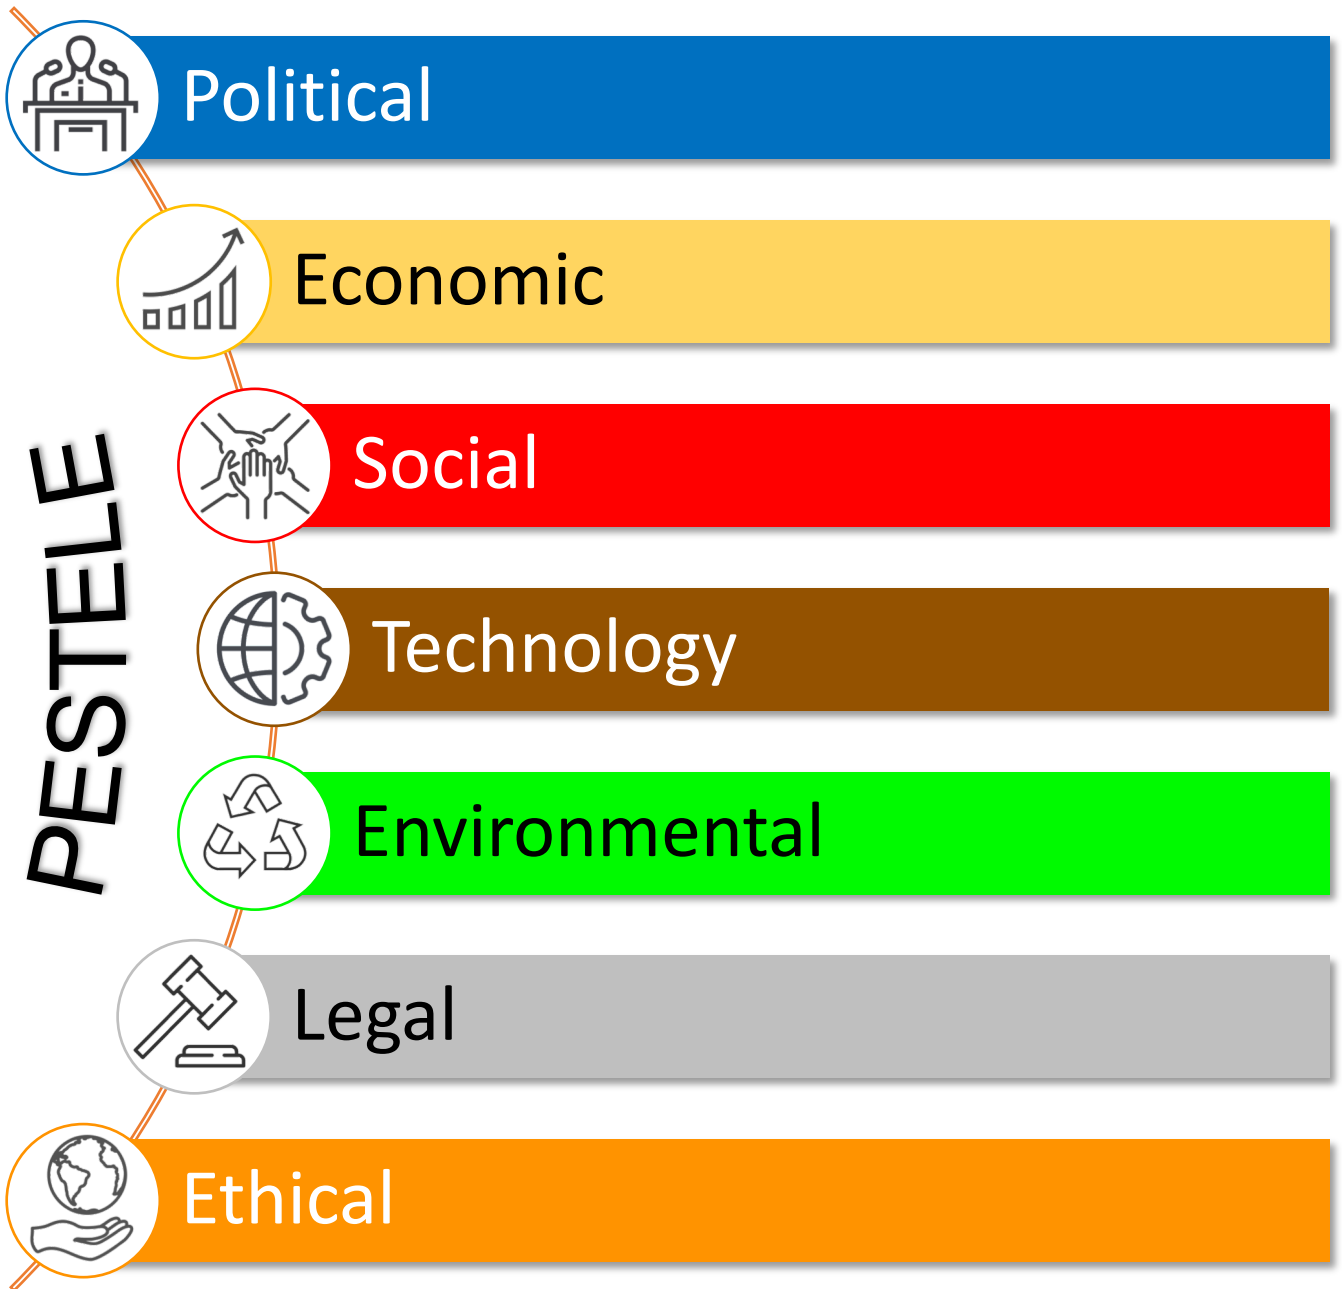 PESTELE
Political
Economic
Social
Technology
Environmental
Legal
Ethical